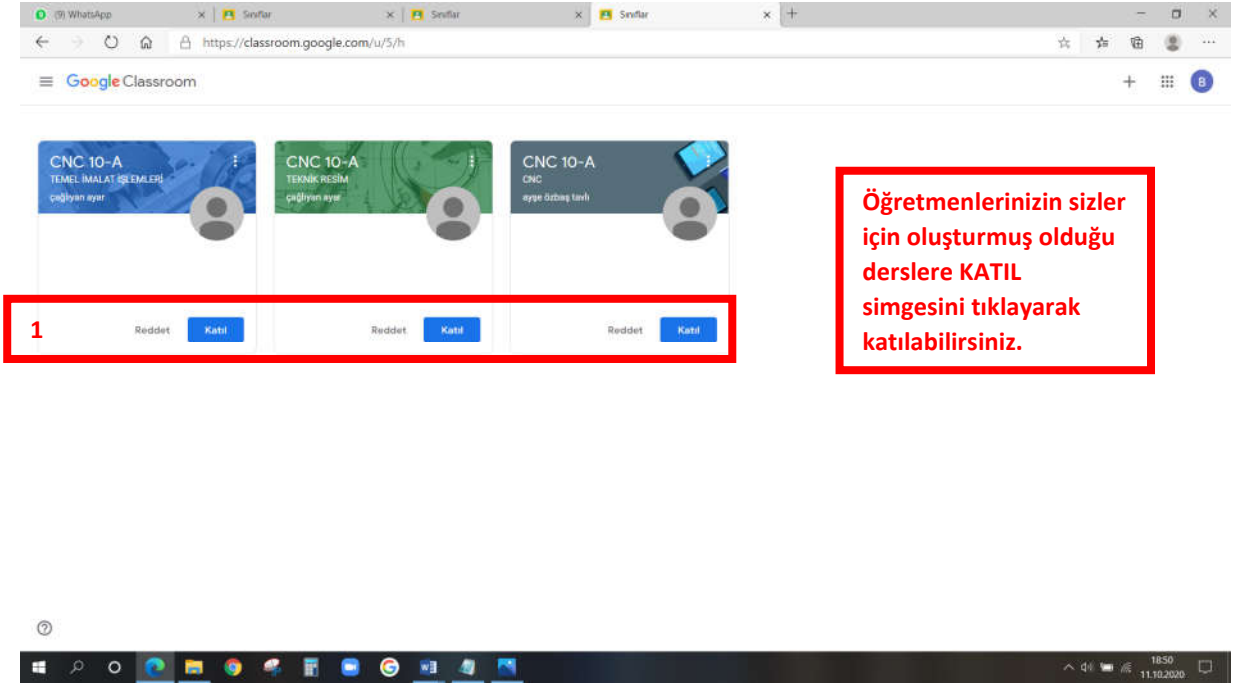 (9) WhatsApp
Sınıflar
Sınıflar
Sınıflar
https://classroom.google.com/u/5/h
Google Classroom
B
CNC 10-A
TEMEL İMALAT İŞLEMLERİ
çağlıyan ayar
CNC 10-A
TEKNİK RESİM
çağlıyan ayar
CNC 10-A
CNC
ayşe özbaş tavlı
Öğretmenlerinizin sizler
için oluşturmuş olduğu
derslere KATIL
simgesini tıklayarak
katılabilirsiniz.
1
Reddet Katıl
Reddet Katıl
Reddet Katıl
18:50
11.10.2020